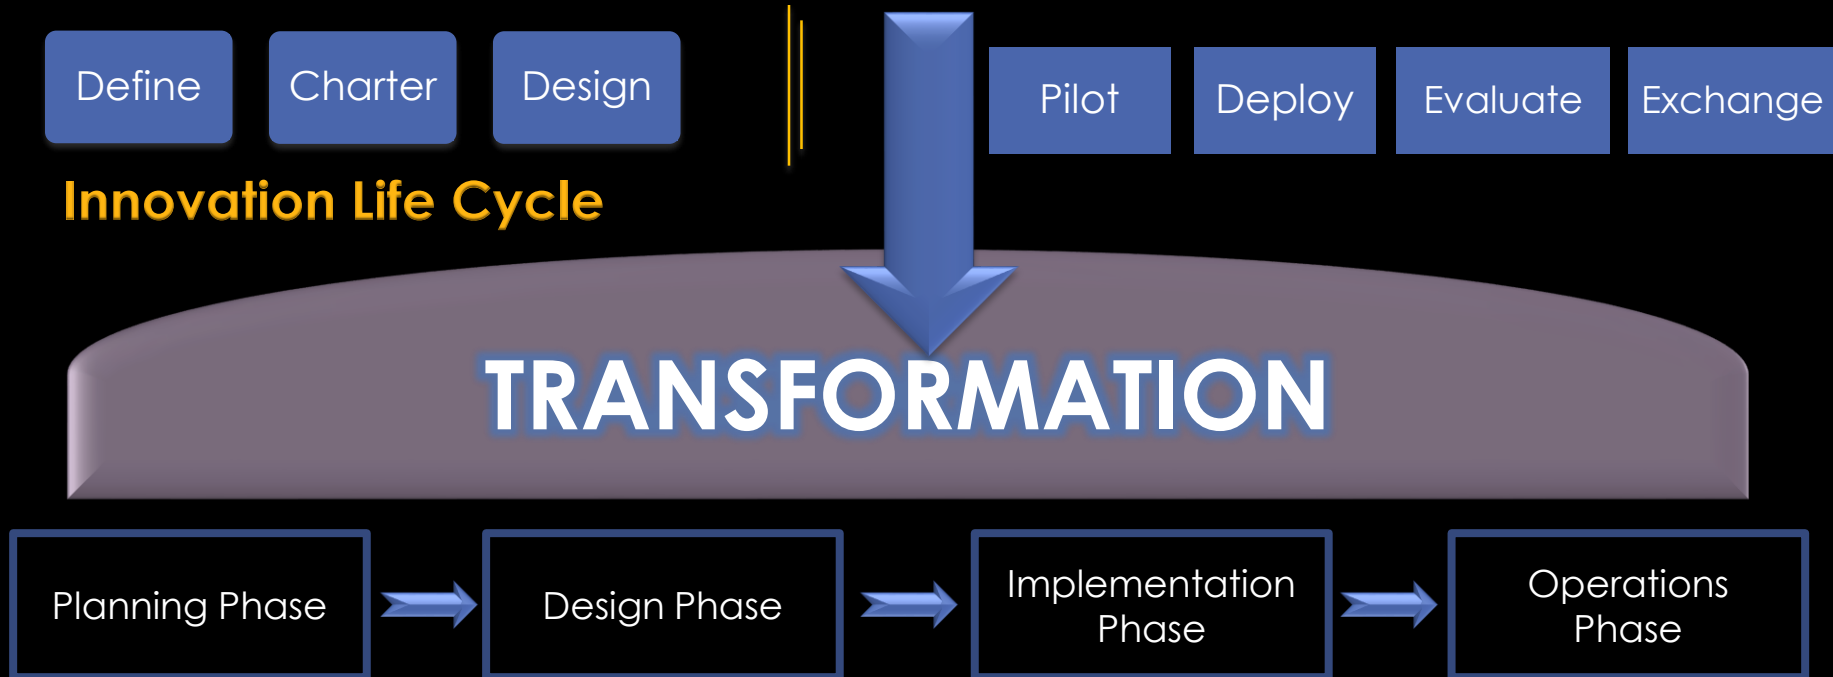 Define
Charter
Design
Pilot
Deploy
Evaluate
Exchange
Innovation Life Cycle
TRANSFORMATION
Planning Phase
Design Phase
Implementation
Phase
Operations
Phase